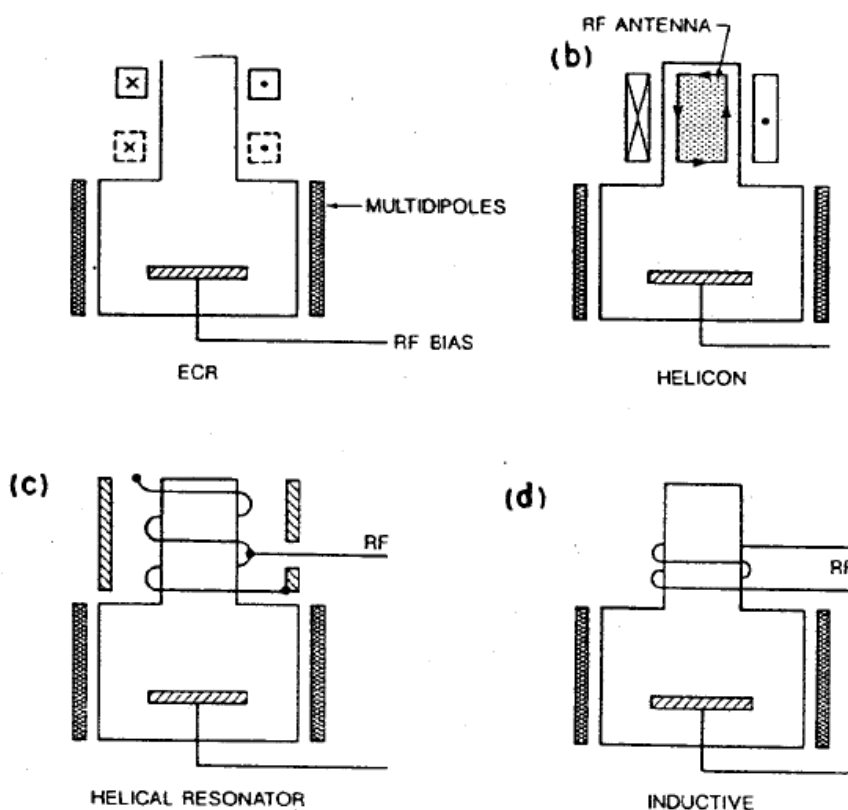 RF ANTENNA
(b)
MULTIDIPOLES
RF BIAS
ECR
HELICON
(c)
RF
HELICAL RESONATOR
(d)
RF
INDUCTIVE